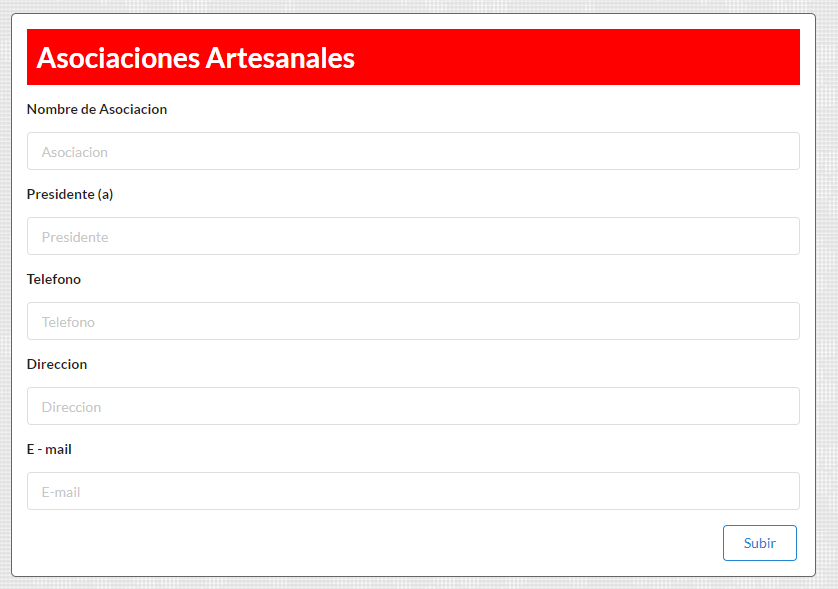 Asociaciones Artesanales
Nombre de Asociacion
Asociacion
Presidente (a)
Presidente
Telefono
Telefono
Direccion
Direccion
E - mail
E-mail
Subir